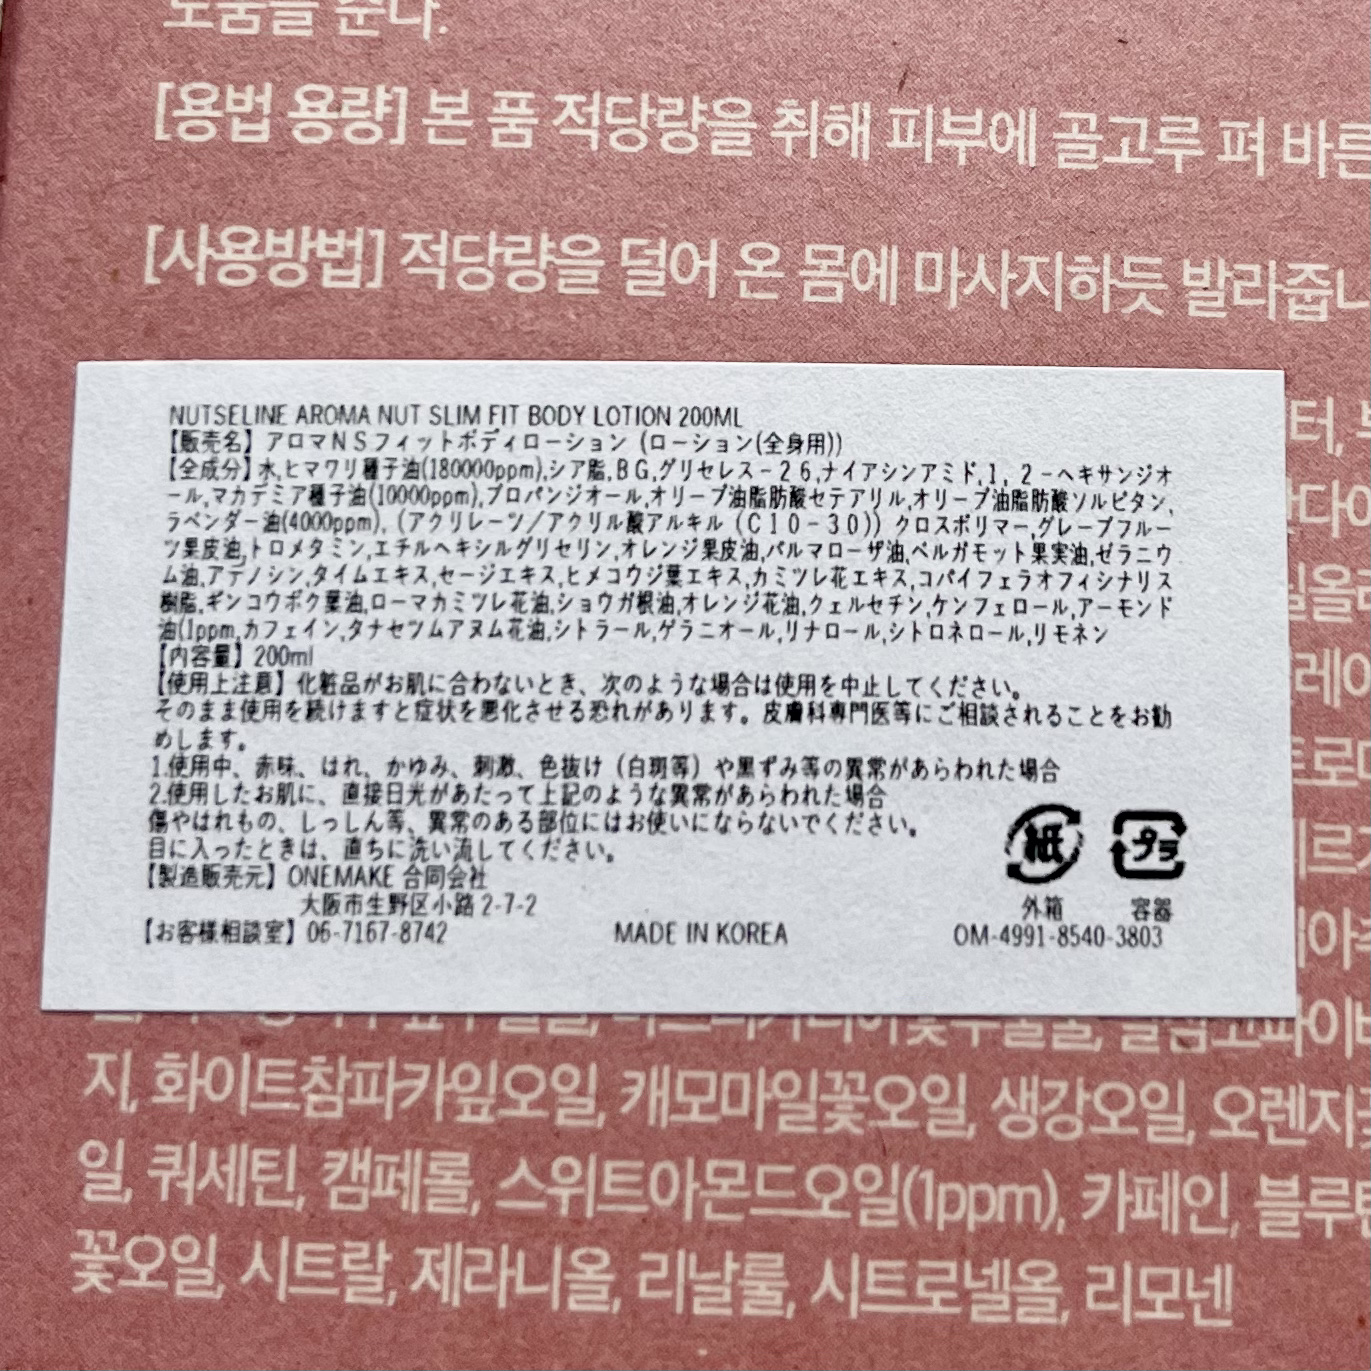 도움을 준다.
[용법 용량] 본 품 적당량을 취해 피부에 골고루 펴 바른
[사용방법] 적당량을 덜어 온 몸에 마사지하듯 발라줍니
NUTSELINE AROMA NUT SLIM FIT BODY LOTION 200ML
【販売名】アロマNSフィットボディローション (ローション(全身用))
【全成分】水,ヒマワリ種子油(180000ppm),シア脂,BG,グリセレス-26,ナイアシンアミド,1, 2-ヘキサンジオ
ール,マカデミア種子油(10000ppm),プロパンジオール,オリーブ油脂肪酸セテアリル,オリーブ油脂肪酸ソルビタン,
ラベンダー油(4000ppm), (アクリレーツ/アクリル酸アルキル (C10-30)) クロスポリマー,グレープフルー
ツ果皮油,トロメタミン,エチルヘキシルグリセリン,オレンジ果皮油,パルマローザ油,ベルガモット果実油,ゼラニウ
ム油,アデノシン,タイムエキス,セージエキス,ヒメコウジ葉エキス,カミツレ花エキス,コパイフェラオフィシナリス
樹脂,ギンコウボク葉油,ローマカミツレ花油,ショウガ根油,オレンジ花油,クェルセチン,ケンフェロール,アーモンド
油(1ppm,カフェイン,タナセツムアヌム花油,シトラール,ゲラニオール,リナロール,シトロネロール,リモネン
【内容量】200ml
【使用上注意】化粧品がお肌に合わないとき、次のような場合は使用を中止してください。
そのまま使用を続けますと症状を悪化させる恐れがあります。皮膚科専門医等にご相談されることをお勧
めします。
1.使用中、赤味、はれ、かゆみ、刺激、色抜け（白斑等）や黒ずみ等の異常があらわれた場合
2.使用したお肌に、直接日光があたって上記のような異常があらわれた場合
傷やはれもの、しっしん等、異常のある部位にはお使いにならないでください。
目に入ったときは、直ちに洗い流してください。
紙 プラ
【製造販売元】ONEMAKE 合同会社
大阪市生野区小路 2-7-2
外箱 容器
【お客様相談室】06-7167-8742 MADE IN KOREA OM-4991-8540-3803
지, 화이트참파카잎오일, 캐모마일꽃오일, 생강오일, 오렌지
일, 쿼세틴, 캠페롤, 스위트아몬드오일(1ppm), 카페인, 블루
꽃오일, 시트랄, 제라니올, 리날룰, 시트로넬올, 리모넨